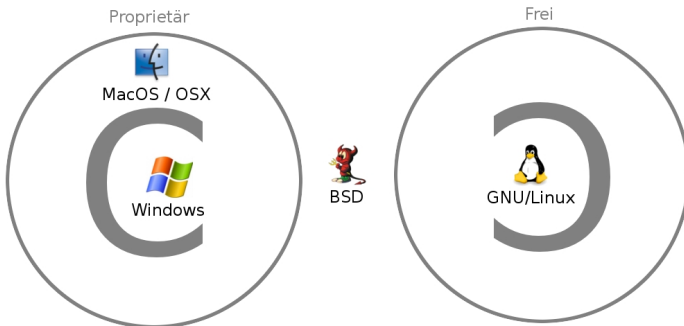 Proprietär
Frei
MacOS / OSX
Windows
BSD
GNU/Linux